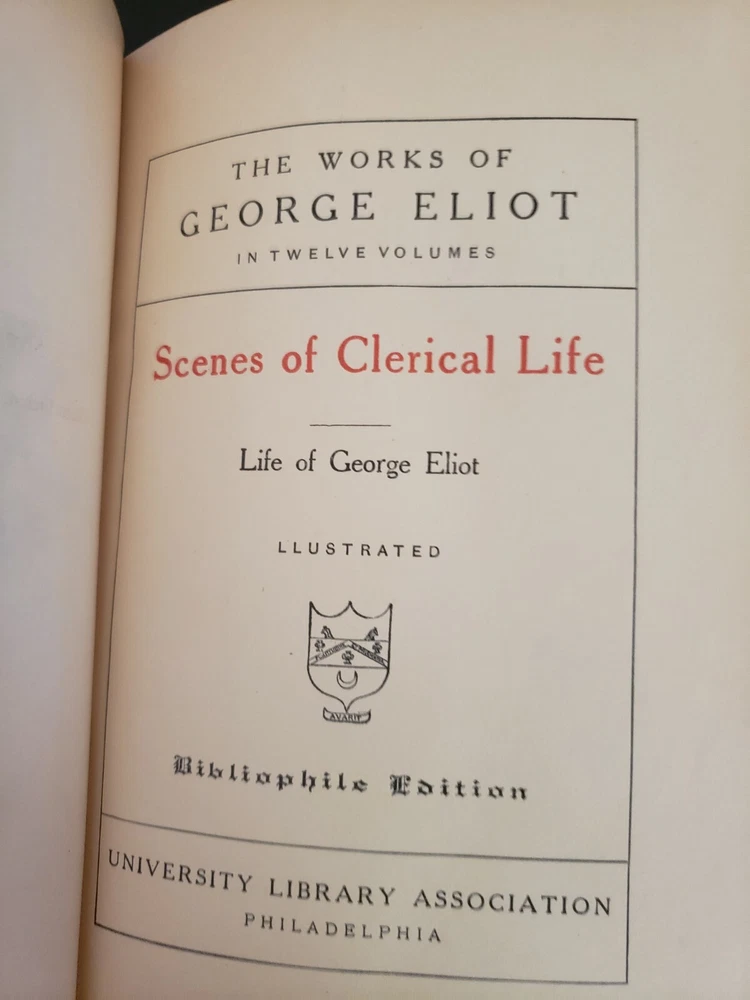 THE WORKS OF
GEORGE ELIOT
IN TWELVE VOLUMES
Scenes of Clerical Life
Life of George Eliot
LLUSTRATED
AVARIT
Bibliophile Edition
UNIVERSITY LIBRARY ASSOCIATION
PHILADELPHIA